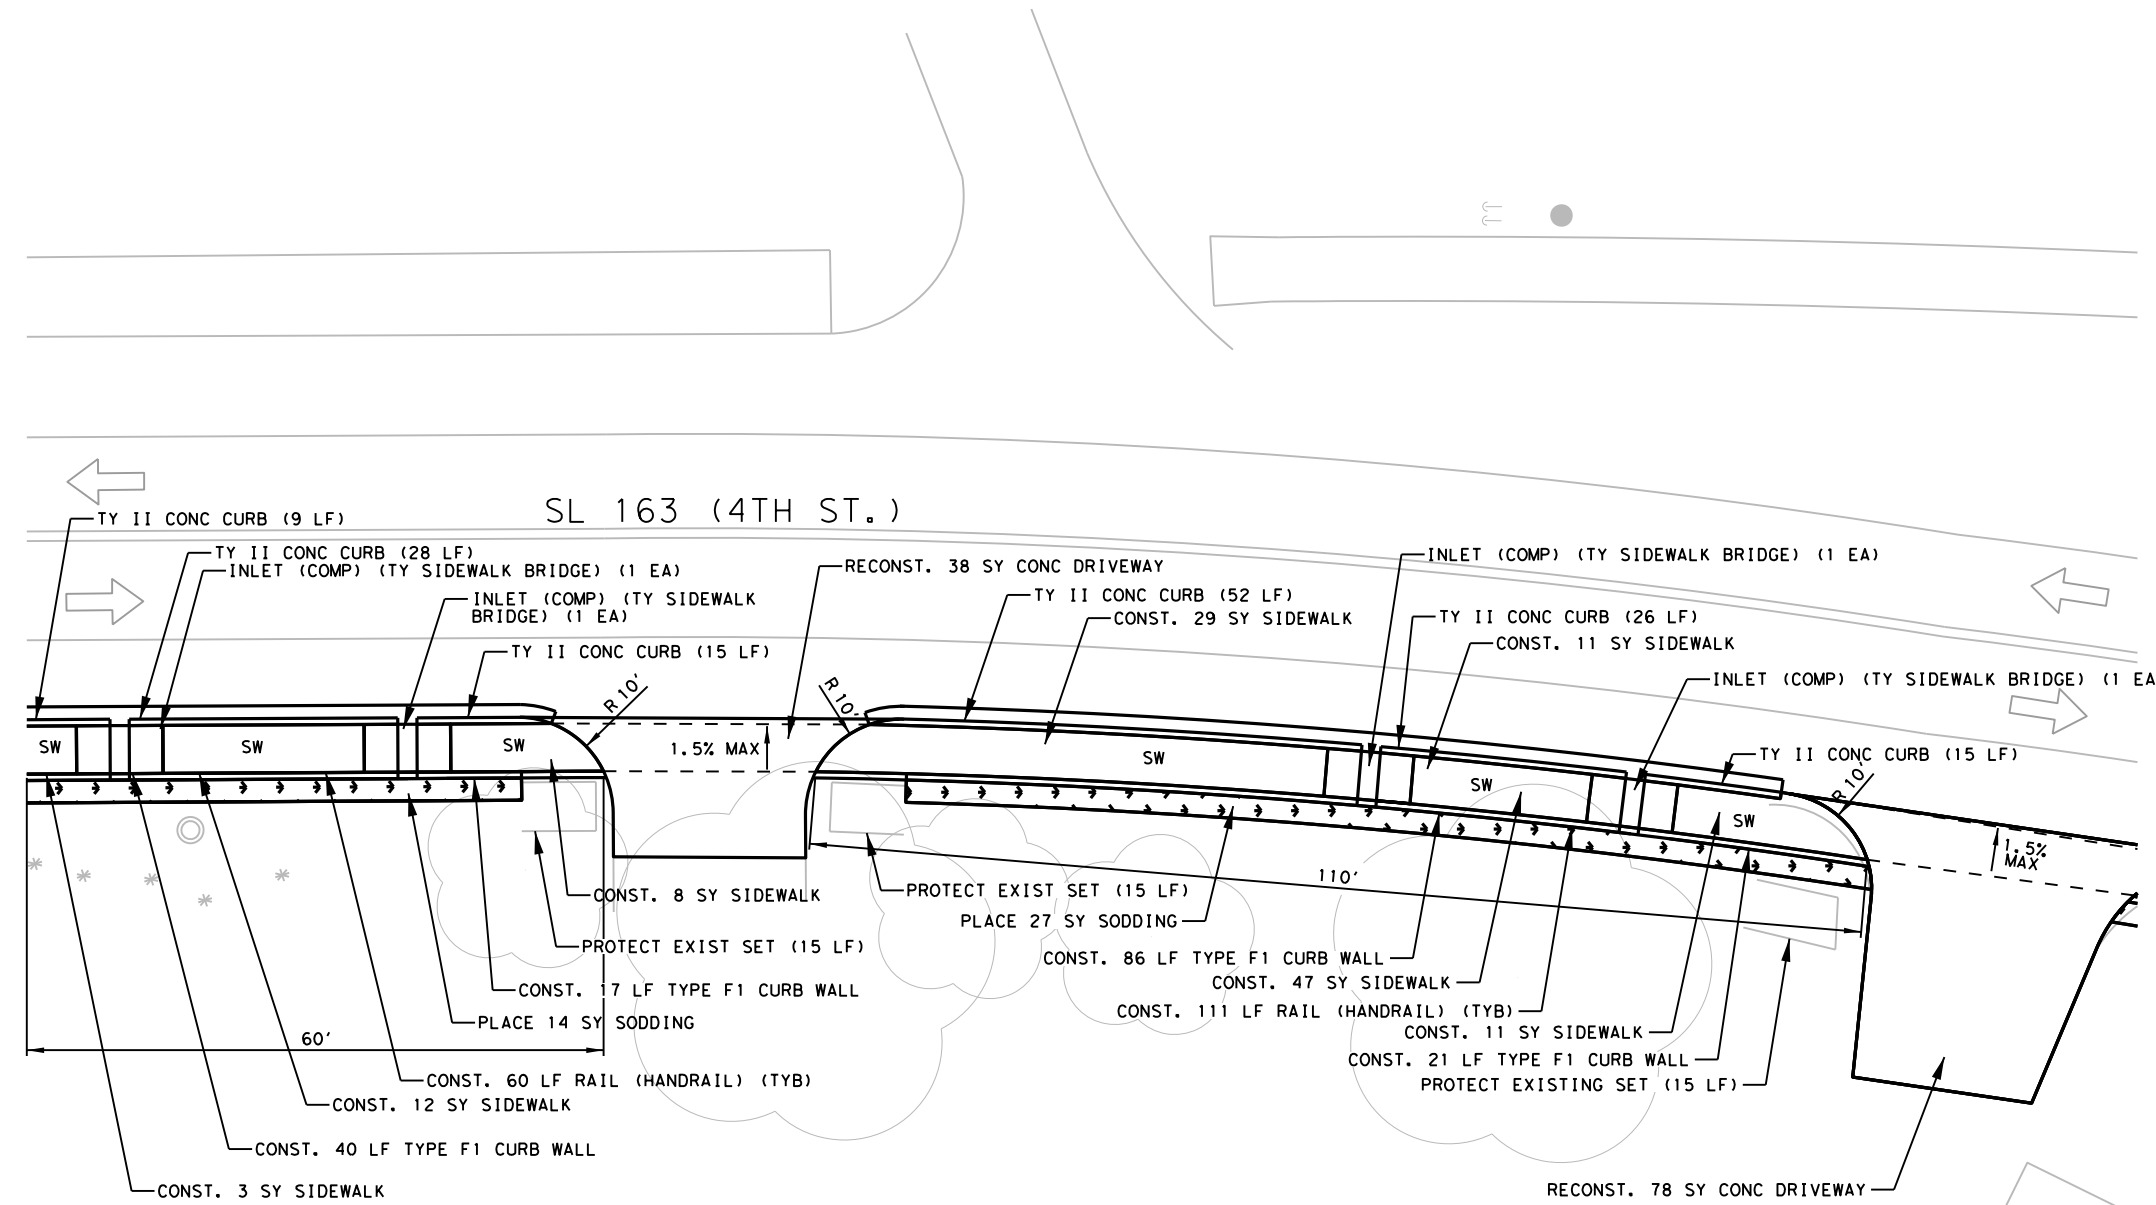 SL 163 (4TH ST.)
TY II CONC CURB (9 LF)
TY II CONC CURB (28 LF)
INLET (COMP) (TY SIDEWALK BRIDGE) (1 EA)
INLET (COMP) (TY SIDEWALK
BRIDGE) (1 EA)
TY II CONC CURB (15 LF)
RECONST. 38 SY CONC DRIVEWAY
TY II CONC CURB (52 LF)
CONST. 29 SY SIDEWALK
INLET (COMP) (TY SIDEWALK BRIDGE) (1 EA)
TY II CONC CURB (26 LF)
CONST. 11 SY SIDEWALK
INLET (COMP) (TY SIDEWALK BRIDGE) (1 EA
TY II CONC CURB (15 LF)
R 10'
R 10'
R 10'
SW
SW
SW
1.5% MAX
SW
SW
SW
1.5%
MAX
110'
CONST. 8 SY SIDEWALK
PROTECT EXIST SET (15 LF)
CONST. 17 LF TYPE F1 CURB WALL
PLACE 14 SY SODDING
60'
CONST. 60 LF RAIL (HANDRAIL) (TYB)
CONST. 12 SY SIDEWALK
CONST. 40 LF TYPE F1 CURB WALL
CONST. 3 SY SIDEWALK
PROTECT EXIST SET (15 LF)
PLACE 27 SY SODDING
CONST. 86 LF TYPE F1 CURB WALL
CONST. 47 SY SIDEWALK
CONST. 111 LF RAIL (HANDRAIL) (TYB)
CONST. 11 SY SIDEWALK
CONST. 21 LF TYPE F1 CURB WALL
PROTECT EXISTING SET (15 LF)
RECONST. 78 SY CONC DRIVEWAY